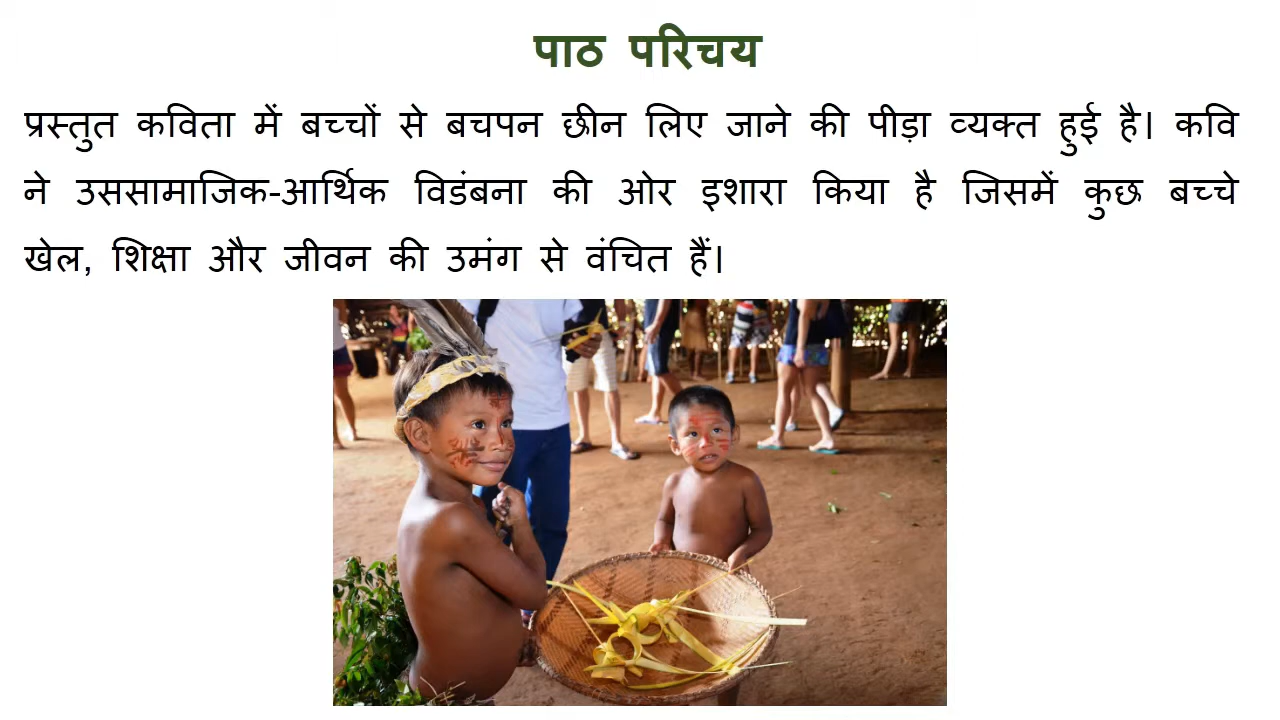 पाठ परिचय
प्रस्तुत कविता में बच्चों से बचपन छीन लिए जाने की पीड़ा व्यक्त हुई है। कवि
ने उससामाजिक-आर्थिक विडंबना की ओर इशारा किया है जिसमें कुछ बच्चे
खेल, शिक्षा और जीवन की उमंग से वंचित हैं।